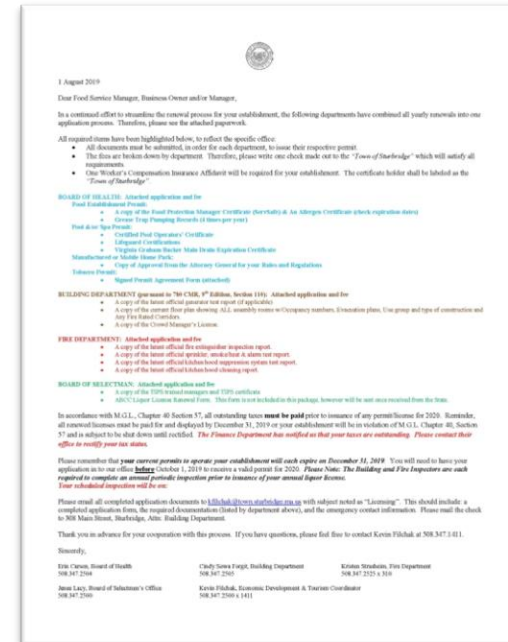 1 August 2019
Dear Food Service Manager, Business Owner and/or Manager,
In a continued effort to streamline the renewal process for your establishment, the following departments have combined all yearly renewals into one
application process. Therefore, please see the attached paperwork.
All required items have been highlighted below, to reflect the specific office.
• All documents must be submitted, in order for each department, to issue their respective permit.
• The fees are broken down by department. Therefore, please write one check made out to the "Town of Sturbridge" which will satisfy all
requirements.
• One Worker's Compensation Insurance Affidavit will be required for your establishment. The certificate holder shall be labeled as the
"Town of Sturbridge".
BOARD OF HEALTH: Attached application and fee
Food Establishment Permit:
• A copy of the Food Protection Manager Certificate (ServSafe) & An Allergen Certificate (check expiration dates)
• Grease Trap Pumping Records (4 times per year)
Pool &/or Spa Permit:
• Certified Pool Operators' Certificate
• Lifeguard Certifications
• Virginia Graham Backer Main Drain Expiration Certificate
Manufactured or Mobile Home Park:
• Copy of Approval from the Attorney General for your Rules and Regulations
Tobacco Permit:
• Signed Permit Agreement Form (attached)
BUILDING DEPARTMENT (pursuant to 780 CMR, 9th Edition, Section 110): Attached application and fee
• A copy of the latest official generator test report (if applicable)
• A copy of the current floor plan showing ALL assembly rooms w/Occupancy numbers, Evacuation plans, Use group and type of construction and
Any Fire Rated Corridors.
• A copy of the Crowd Manager's License.
FIRE DEPARTMENT: Attached application and fee
• A copy of the latest official fire extinguisher inspection report.
• A copy of the latest official sprinkler, smoke/heat & alarm test report.
• A copy of the latest official kitchen hood suppression system test report.
• A copy of the latest official kitchen hood cleaning report.
BOARD OF SELECTMAN: Attached application and fee
• A copy of the TIPS trained managers and TIPS certificate
• ABCC Liquor License Renewal Form. This form is not included in this package, however will be sent once received from the State.
In accordance with M.G.L., Chapter 40 Section 57, all outstanding taxes must be paid prior to issuance of any permit/license for 2020. Reminder,
all renewed licenses must be paid for and displayed by December 31, 2019 or your establishment will be in violation of M.G.L. Chapter 40, Section
57 and is subject to be shut down until rectified. The Finance Department has notified us that your taxes are outstanding. Please contact their
office to rectify your tax status.
Please remember that your current permits to operate your establishment will each expire on December 31, 2019 You will need to have your
application in to our office before October 1, 2019 to receive a valid permit for 2020. Please Note: The Building and Fire Inspectors are each
required to complete an annual periodic inspection prior to issuance of your annual liquor license.
Your scheduled inspection will be on:
Please email all completed application documents to kfilchak@town.sturbridge.ma.us with subject noted as "Licensing". This should include: a
completed application form, the required documentation (listed by department above), and the emergency contact information. Please mail the check
to 308 Main Street, Sturbridge, Attn: Building Department.
Thank you in advance for your cooperation with this process. If you have any questions, please feel free to contact Kevin Filchak at 508.347.1411.
Sincerely,
Erin Carson, Board of Health Cindy Sowa Forgit, Building Department Kristen Fire Department
508.347.2504 508.347.2505 508.347.2525 x 310
Lacy, Board of Selectman's Office Kevin Filchak, Economic Development & Tourism Coordinator
508.347.2500 508.347.2500 x 1411